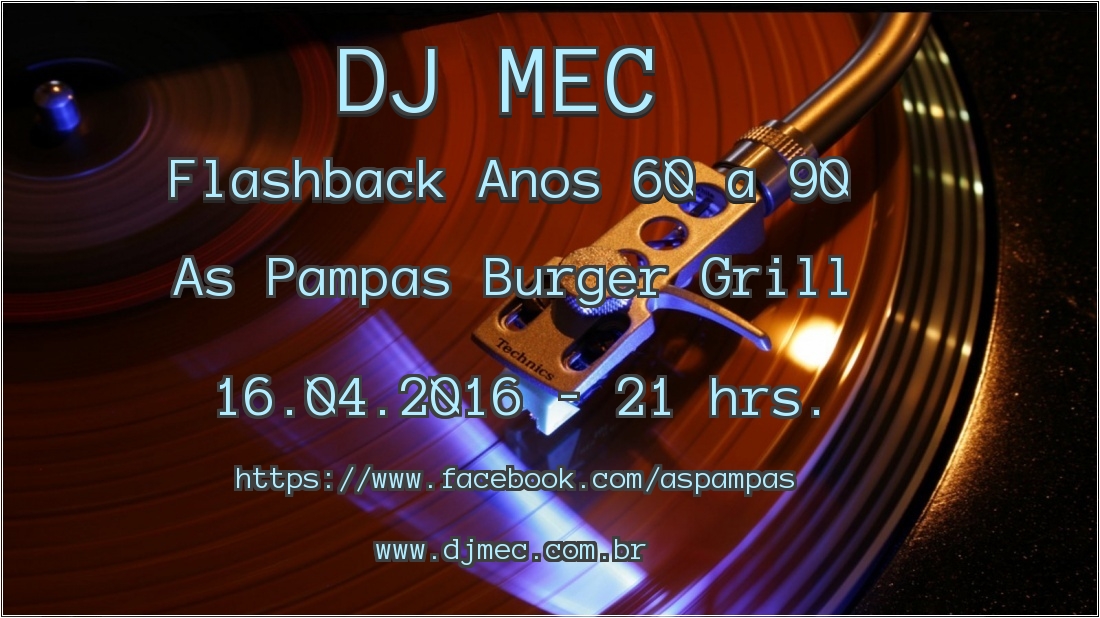 DJ MEC
Flashback Anos 60 a 90
As Pampas Burger Grill
Technics
16.04.2016 - 21 hrs.
https://www.facebook.com/aspampas
www.djmec.com.br